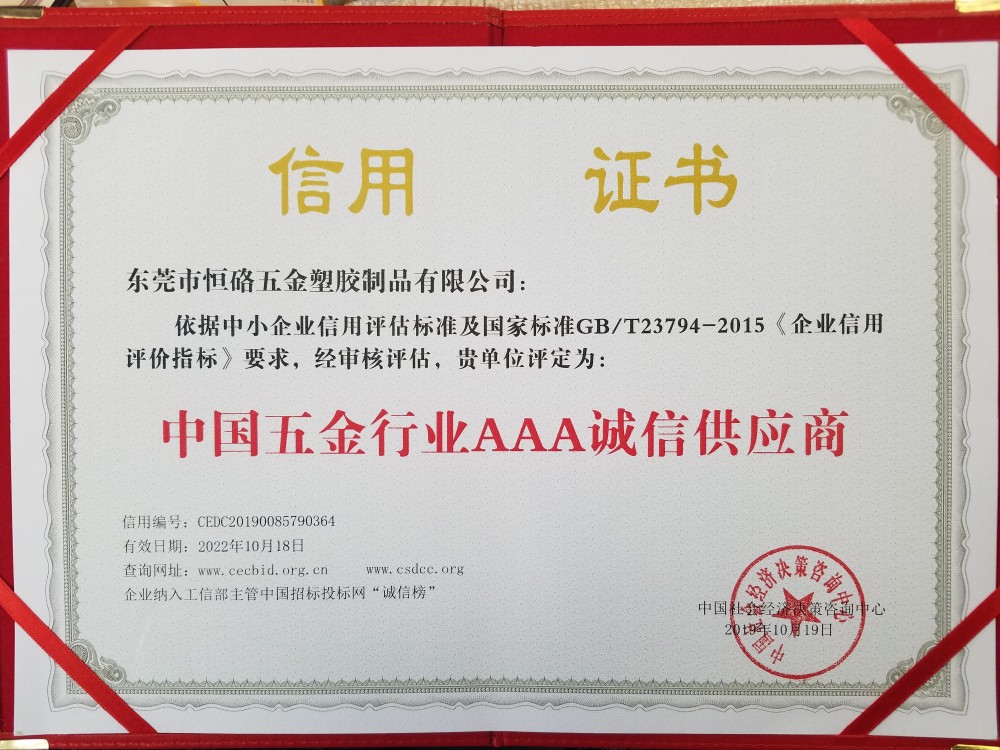 信用 证书
东莞市恒硌五金塑胶制品有限公司：
依据中小企业信用评估标准及国家标准GB/T23794-2015《企业信用
评价指标》要求，经审核评估，贵单位评定为：
中国五金行业AAA诚信供应商
信用编号：CEDC20190085790364
有效日期：2022年10月18日
查询网址：www.cecbid.org.cn www.csdcc.org
企业纳入工信部主管中国招标投标网“诚信榜”
中国社会经济决策咨询中心
2019年10月19日
中国社会经济决策咨询中心